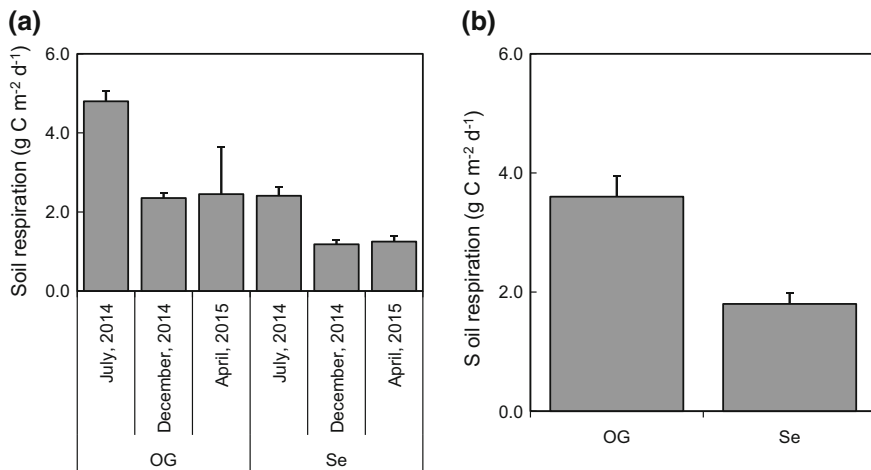 (a)
Soil respiration (g C m-2 d-1)
6.0
4.0
2.0
0.0
July, 2014
December, 2014
April, 2015
July, 2014
December, 2014
April, 2015
OG
Se
(b)
S oil respiration (g C m-2 d-1)
6.0
4.0
2.0
0.0
OG
Se